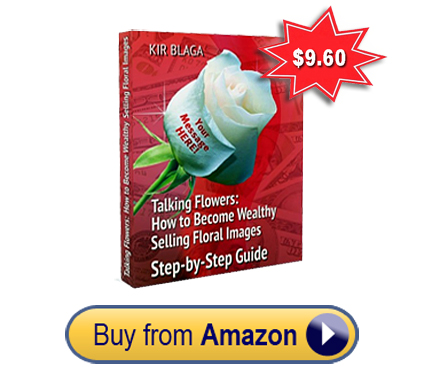 KIR BLAGA
$9.60
Talking Flowers: How to Become Wealthy Selling Floral Images
Your
Message
HERE!
Talking Flowers:
How to Become Wealthy
Selling Floral Images
Step-by-Step Guide
Buy from Amazon